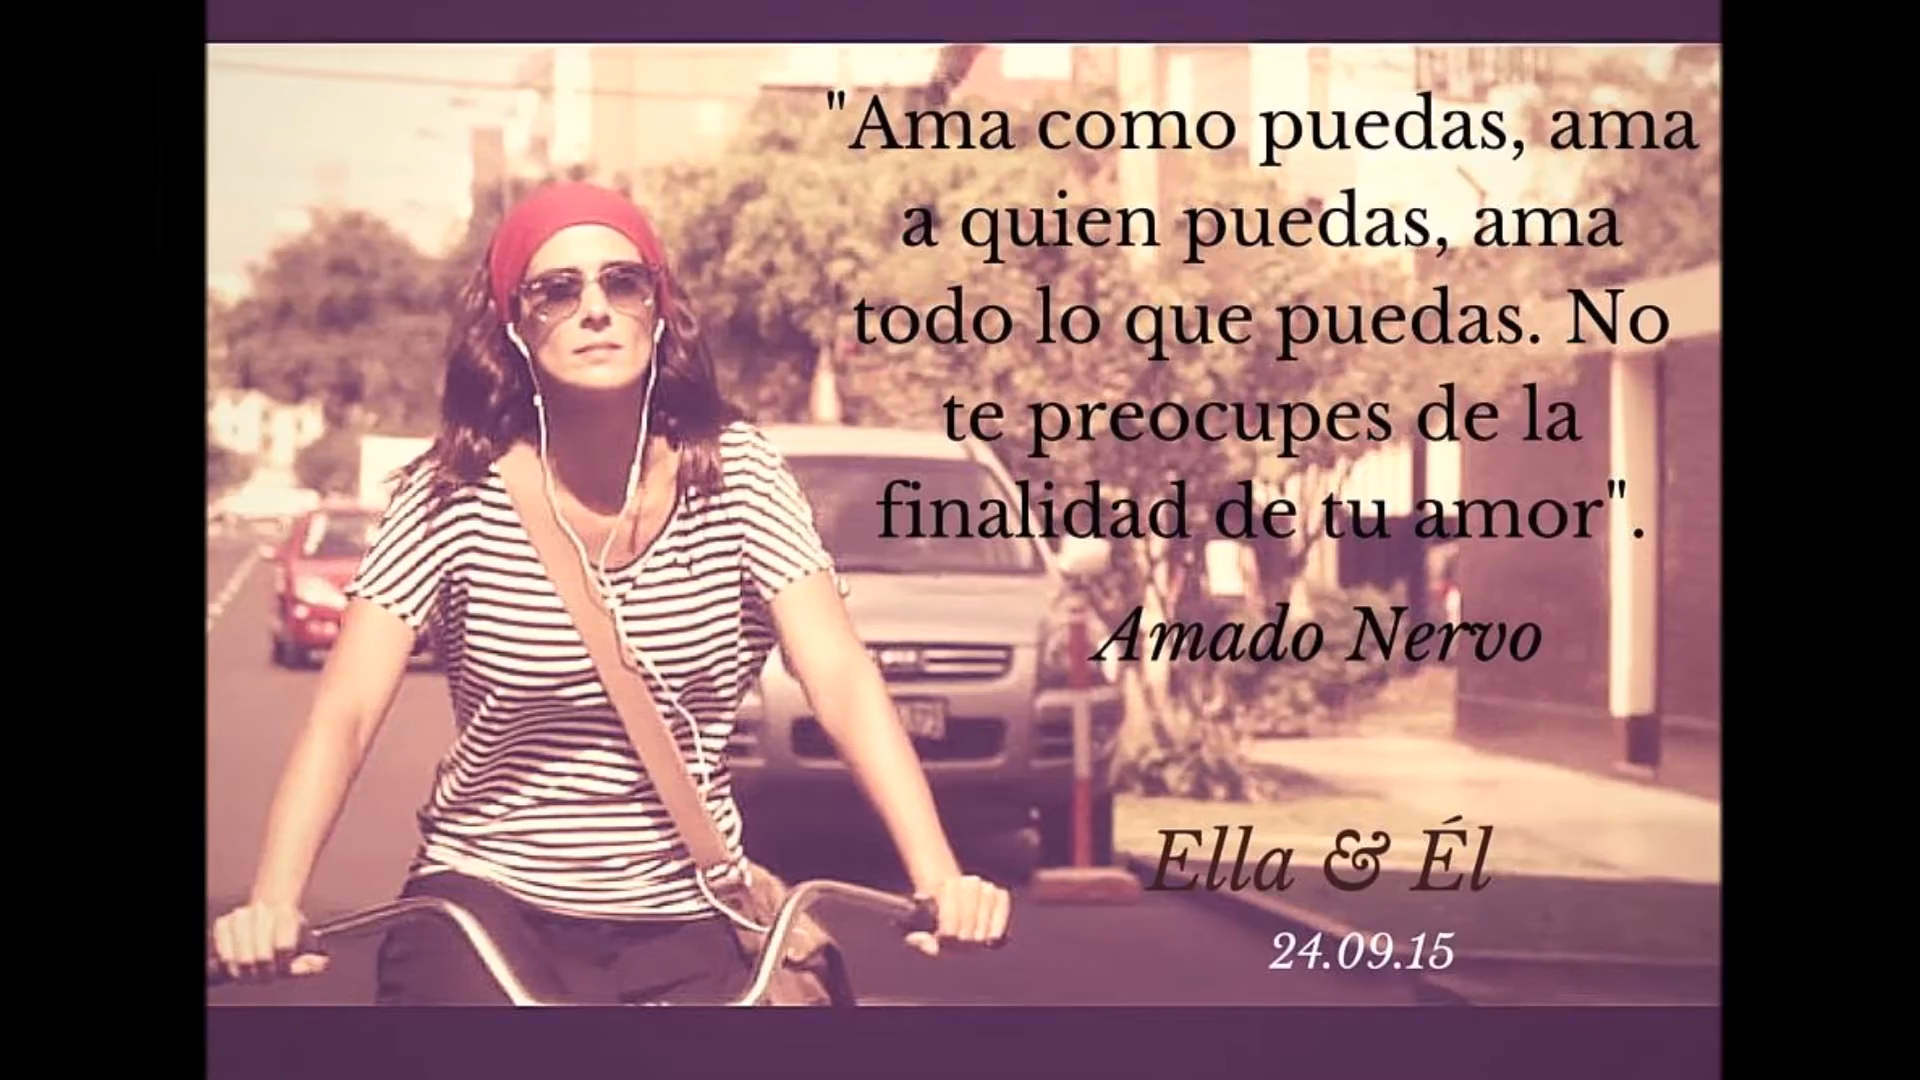 "Ama como puedas, ama
a quien puedas, ama
todo lo que puedas. No
te preocupes de la
finalidad de tu amor".
Amado Nervo
Ella & Él
24.09.15